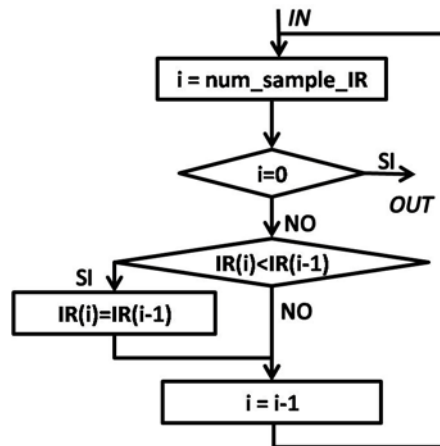 IN
i = num_sample_IR
i=0
SI
OUT
NO
IR(i)<IR(i-1)
SI
IR(i)=IR(i-1)
NO
i = i-1